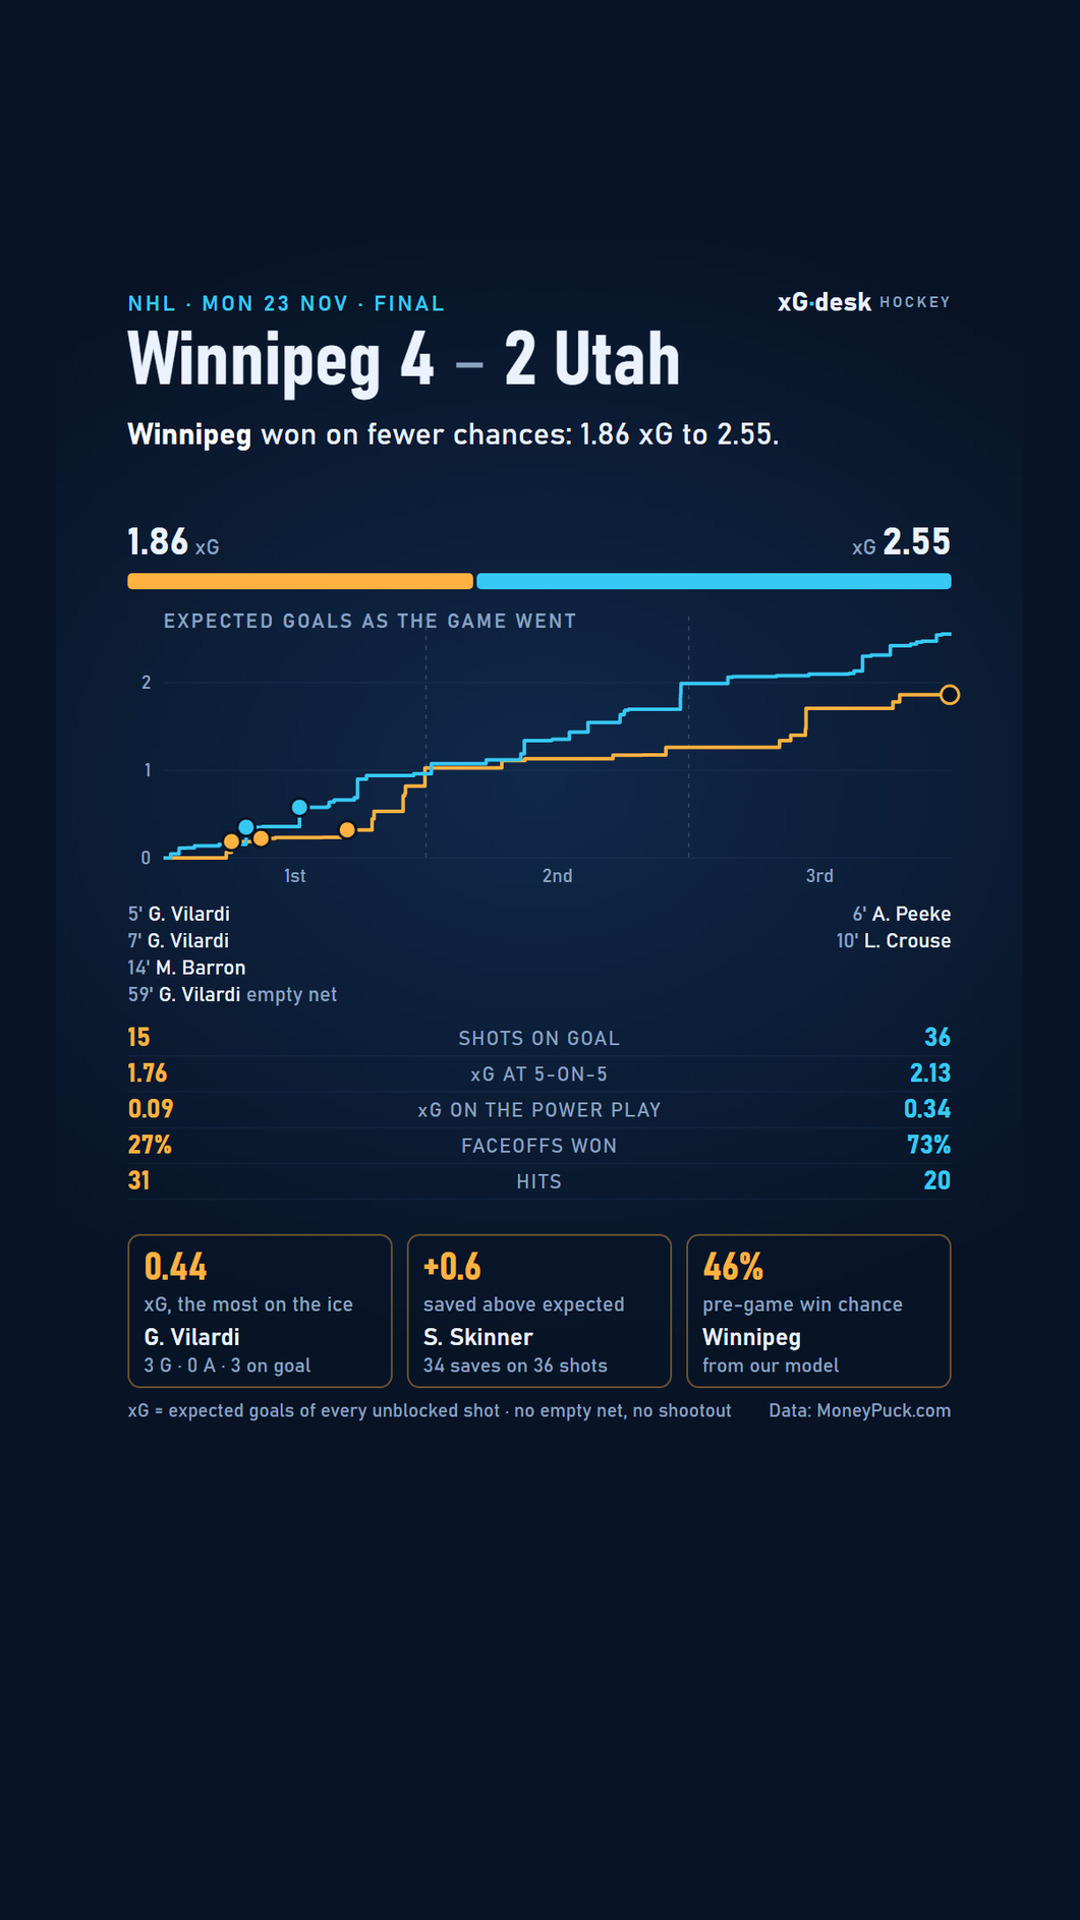 NHL · MON 23 NOV · FINAL
xG·desk HOCKEY
Winnipeg 4 – 2 Utah
Winnipeg won on fewer chances: 1.86 xG to 2.55.
1.86 xG
xG 2.55
EXPECTED GOALS AS THE GAME WENT
2
1
0
1st 2nd 3rd
5' G. Vilardi
6' A. Peeke
7' G. Vilardi
10' L. Crouse
14' M. Barron
59' G. Vilardi empty net
15 SHOTS ON GOAL 36
1.76 xG AT 5-ON-5 2.13
0.09 xG ON THE POWER PLAY 0.34
27% FACEOFFS WON 73%
31 HITS 20
0.44
xG, the most on the ice
G. Vilardi
3 G · 0 A · 3 on goal
+0.6
saved above expected
S. Skinner
34 saves on 36 shots
46%
pre-game win chance
Winnipeg
from our model
xG = expected goals of every unblocked shot · no empty net, no shootout
Data: MoneyPuck.com